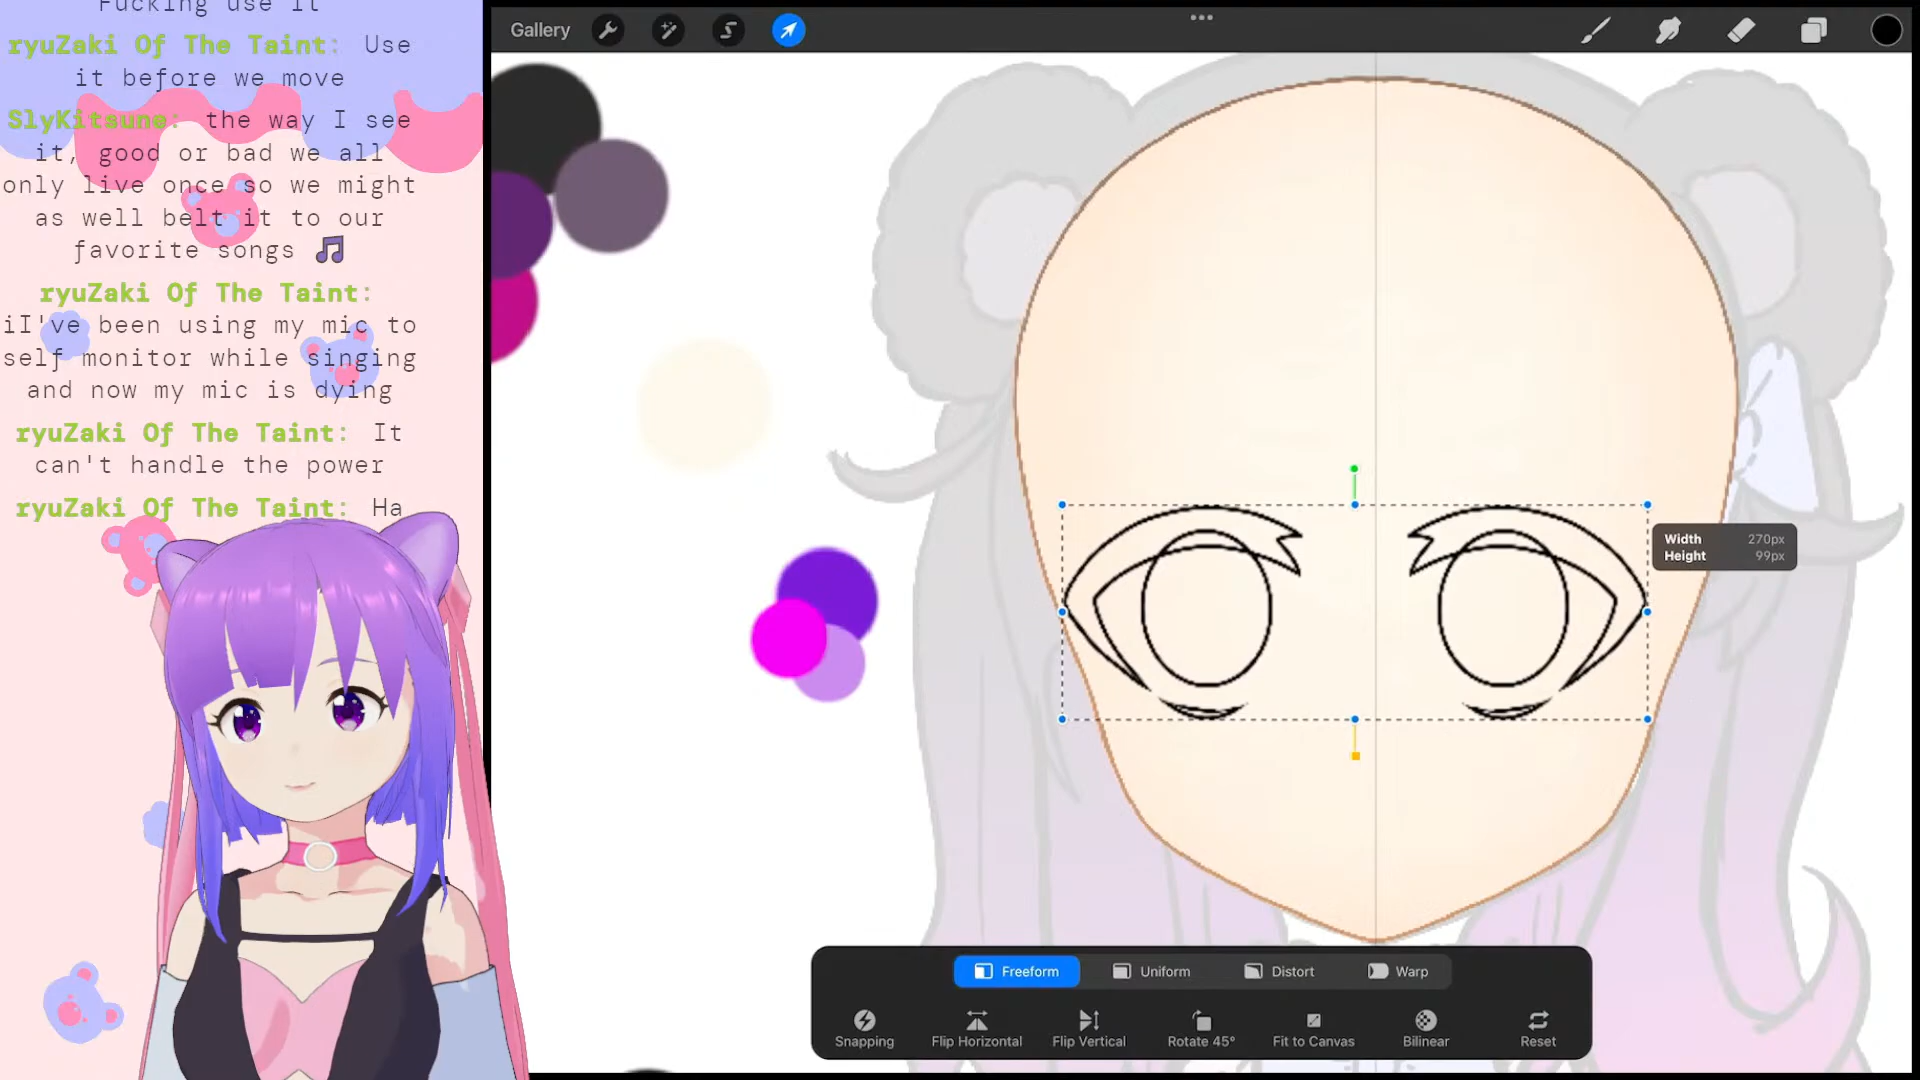 Fucking use it
ryuZaki Of The Taint: Use
it before we move
SlyKitsune: the way I see
it, good or bad we all
only live once so we might
as well belt it to our
favorite songs 🎵
ryuZaki Of The Taint:
iI've been using my mic to
self monitor while singing
and now my mic is dying
ryuZaki Of The Taint: It
can't handle the power
ryuZaki Of The Taint: Ha
Gallery
Width 270px
Height 99px
Freeform Uniform Distort Warp
Snapping Flip Horizontal Flip Vertical Rotate 45° Fit to Canvas Bilinear Reset